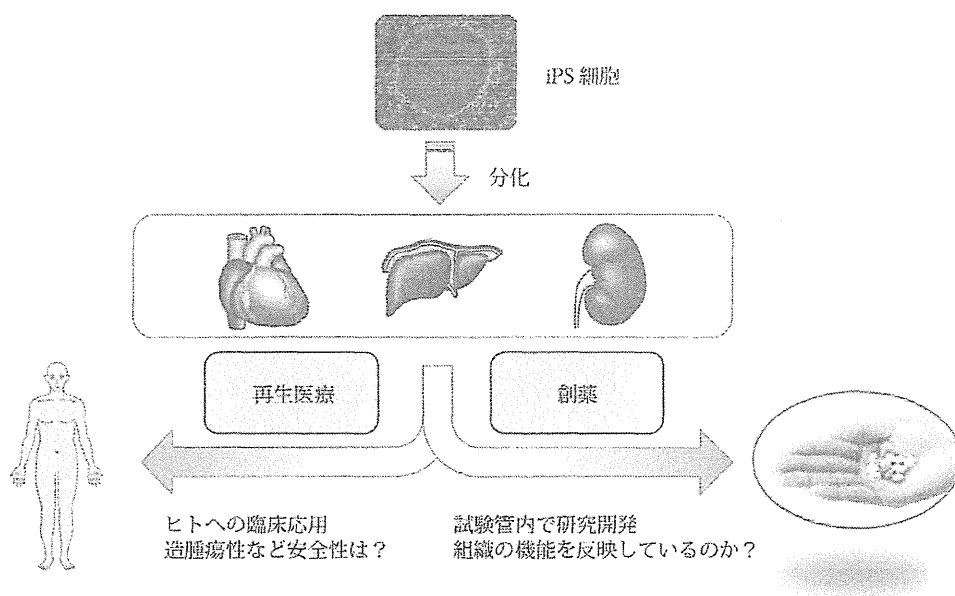 iPS 細胞
分化
再生医療
創薬
ヒトへの臨床応用
造腫瘍性など安全性は？
試験管内で研究開発
組織の機能を反映しているのか？